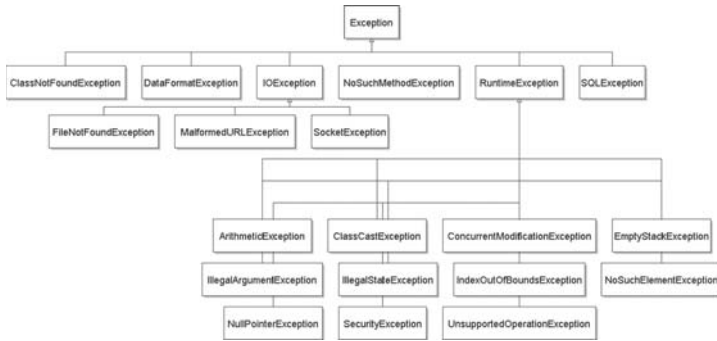 Exception
ClassNotFoundException DataFormatException IOException NoSuchMethodException RuntimeException SQLException
FileNotFoundException MalformedURLException SocketException
ArithmeticException ClassCastException ConcurrentModificationException EmptyStackException
IllegalArgumentException IllegalStateException IndexOutOfBoundsException NoSuchElementException
NullPointerException SecurityException UnsupportedOperationException